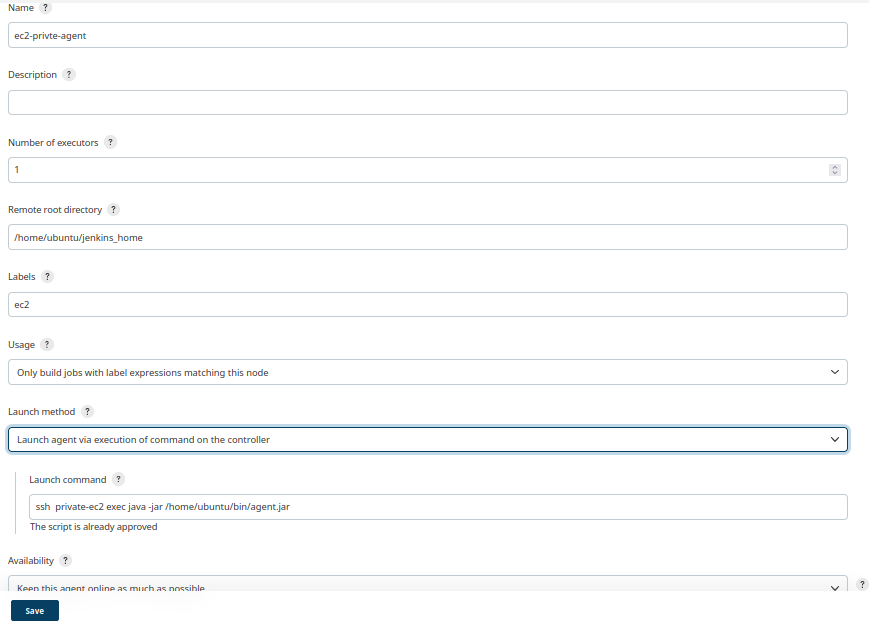 Name ?
ec2-privte-agent
Description ?
Number of executors ?
1
Remote root directory ?
/home/ubuntu/jenkins_home
Labels ?
ec2
Usage ?
Only build jobs with label expressions matching this node
Launch method ?
Launch agent via execution of command on the controller
Launch command ?
ssh  private-ec2 exec java -jar /home/ubuntu/bin/agent.jar
The script is already approved
Availability ?
Keep this agent online as much as possible
?
Save